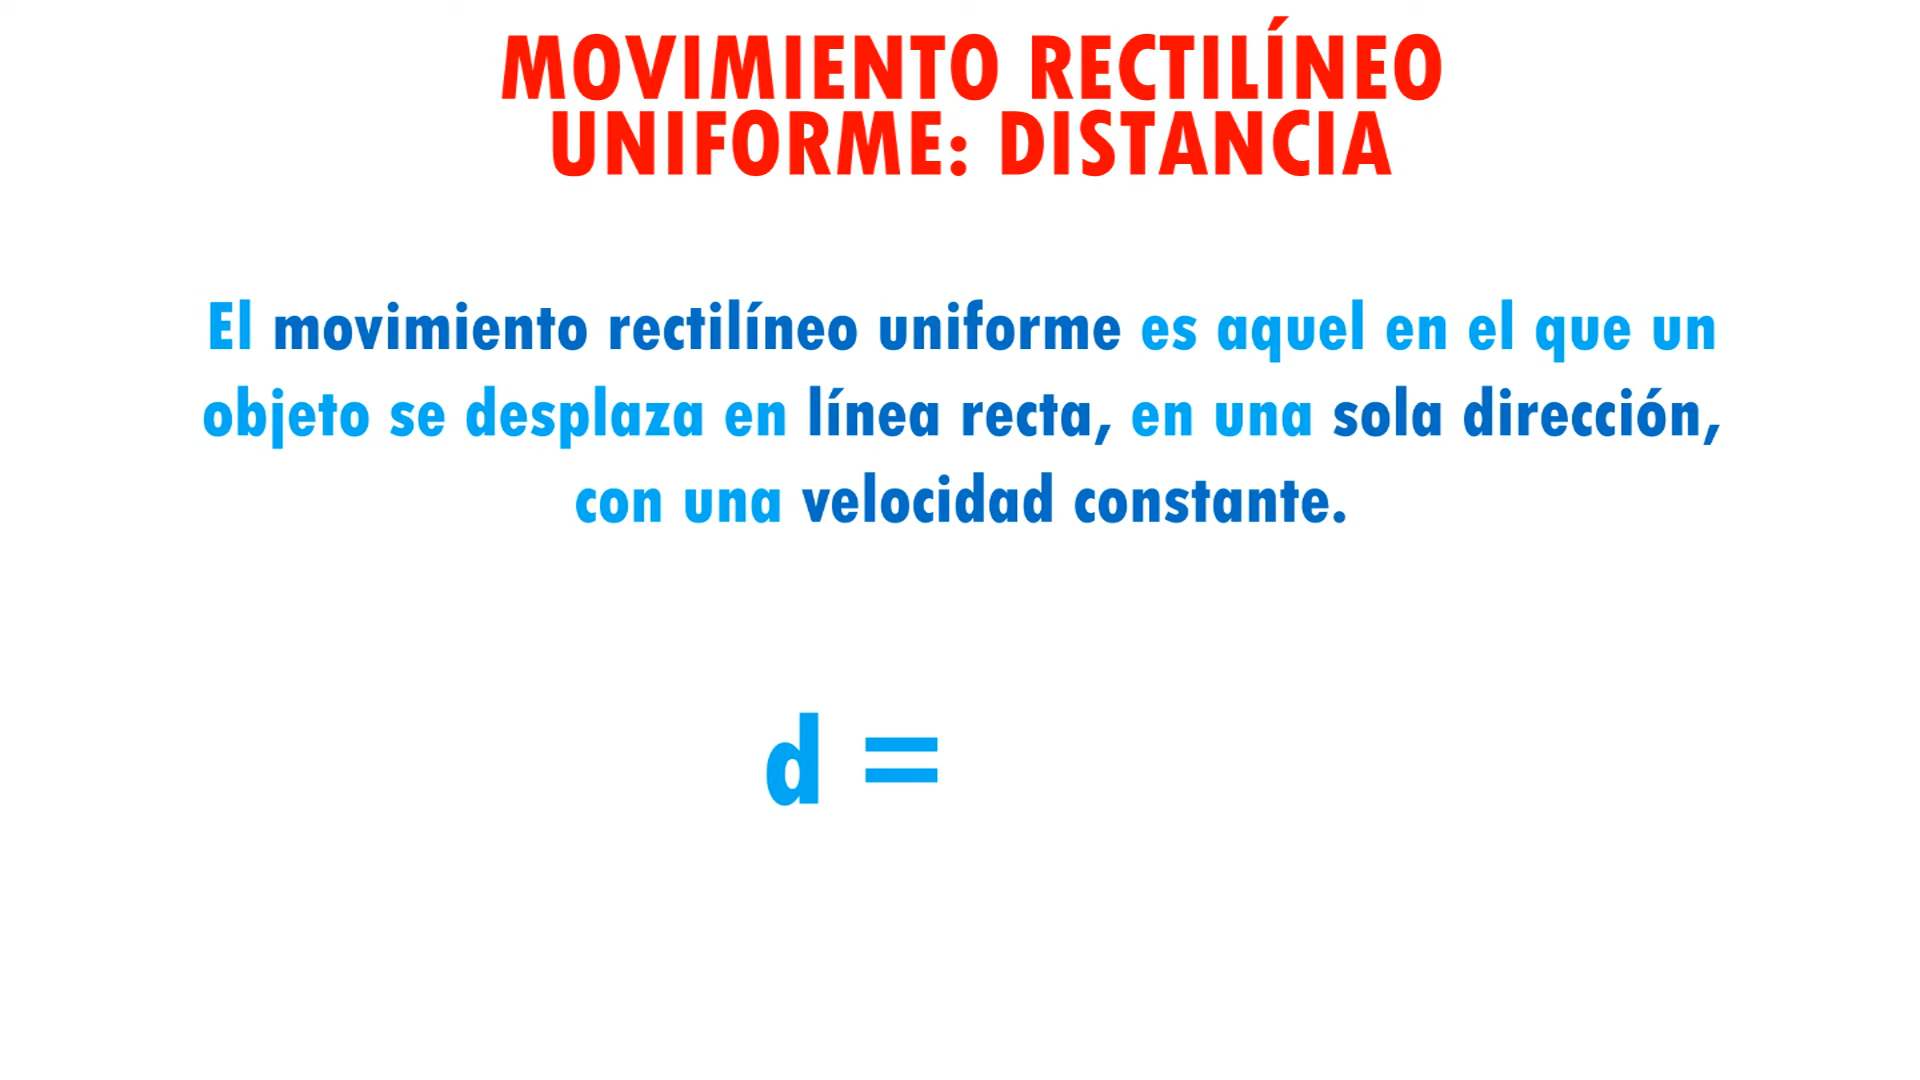 MOVIMIENTO RECTILÍNEO
UNIFORME: DISTANCIA
El movimiento rectilíneo uniforme es aquel en el que un
objeto se desplaza en línea recta, en una sola dirección,
con una velocidad constante.
d =